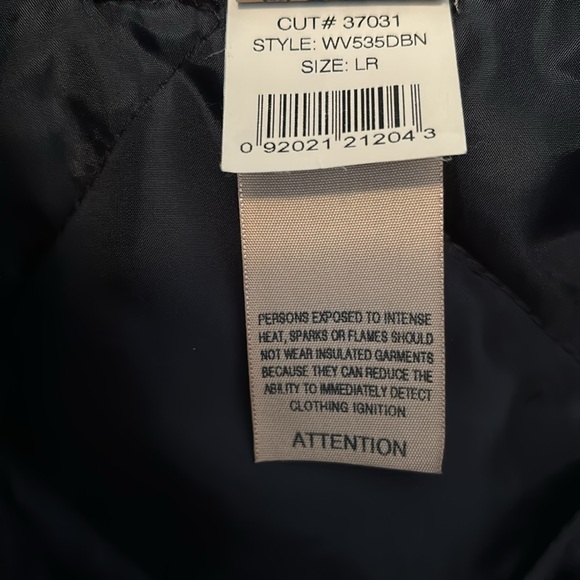 CUT# 37031
STYLE: WV535DBN
SIZE: LR
0 92021 21204 3
PERSONS EXPOSED TO INTENSE
HEAT, SPARKS OR FLAMES SHOULD
NOT WEAR INSULATED GARMENTS
BECAUSE THEY CAN REDUCE THE
ABILITY TO IMMEDIATELY DETECT
CLOTHING IGNITION
ATTENTION